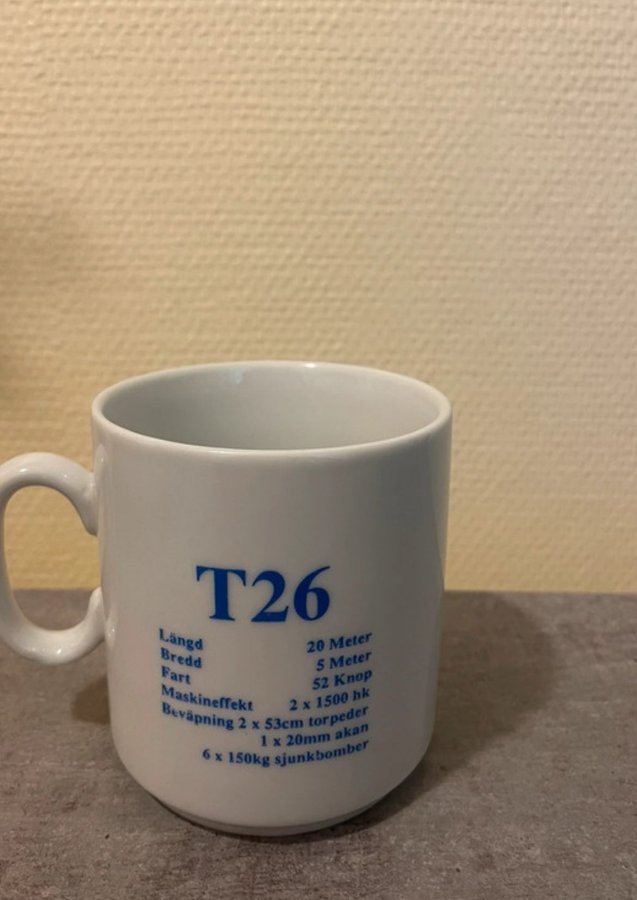 T26
Längd 20 Meter
Bredd 5 Meter
Fart 52 Knop
Maskineffekt 2 x 1500 hk
Beväpning 2 x 53cm torpeder
1 x 20mm akan
6 x 150kg sjunkbomber